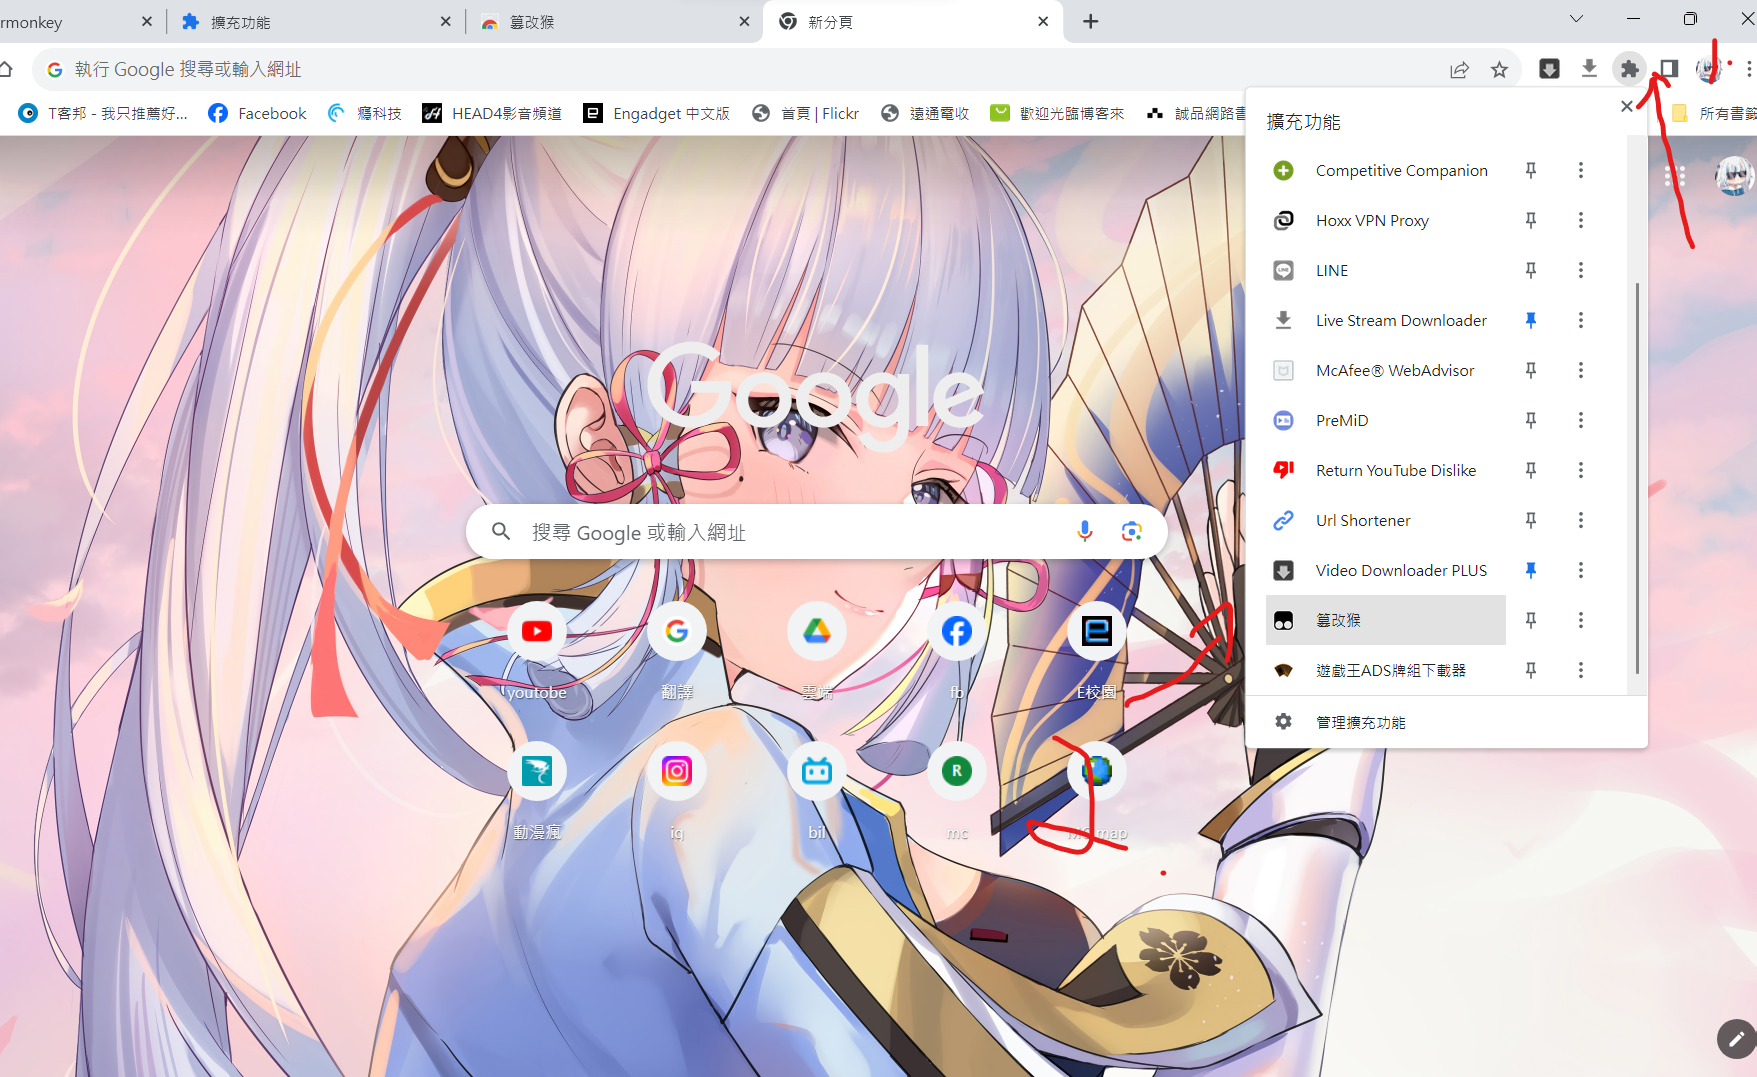 rmonkey
擴充功能
篡改猴
新分頁
執行 Google 搜尋或輸入網址
T客邦 - 我只推薦好...
Facebook
癮科技
HEAD4影音頻道
Engadget 中文版
首頁 | Flickr
遠通電收
歡迎光臨博客來
誠品網路書
所有書籤
擴充功能
Competitive Companion
Hoxx VPN Proxy
LINE
Live Stream Downloader
McAfee® WebAdvisor
PreMiD
Return YouTube Dislike
Url Shortener
Video Downloader PLUS
篡改猴
遊戲王ADS牌組下載器
管理擴充功能
Google
搜尋 Google 或輸入網址
youtobe
翻譯
雲端
fb
E校園
動漫瘋
iq
bil
mc
MC map
1
2